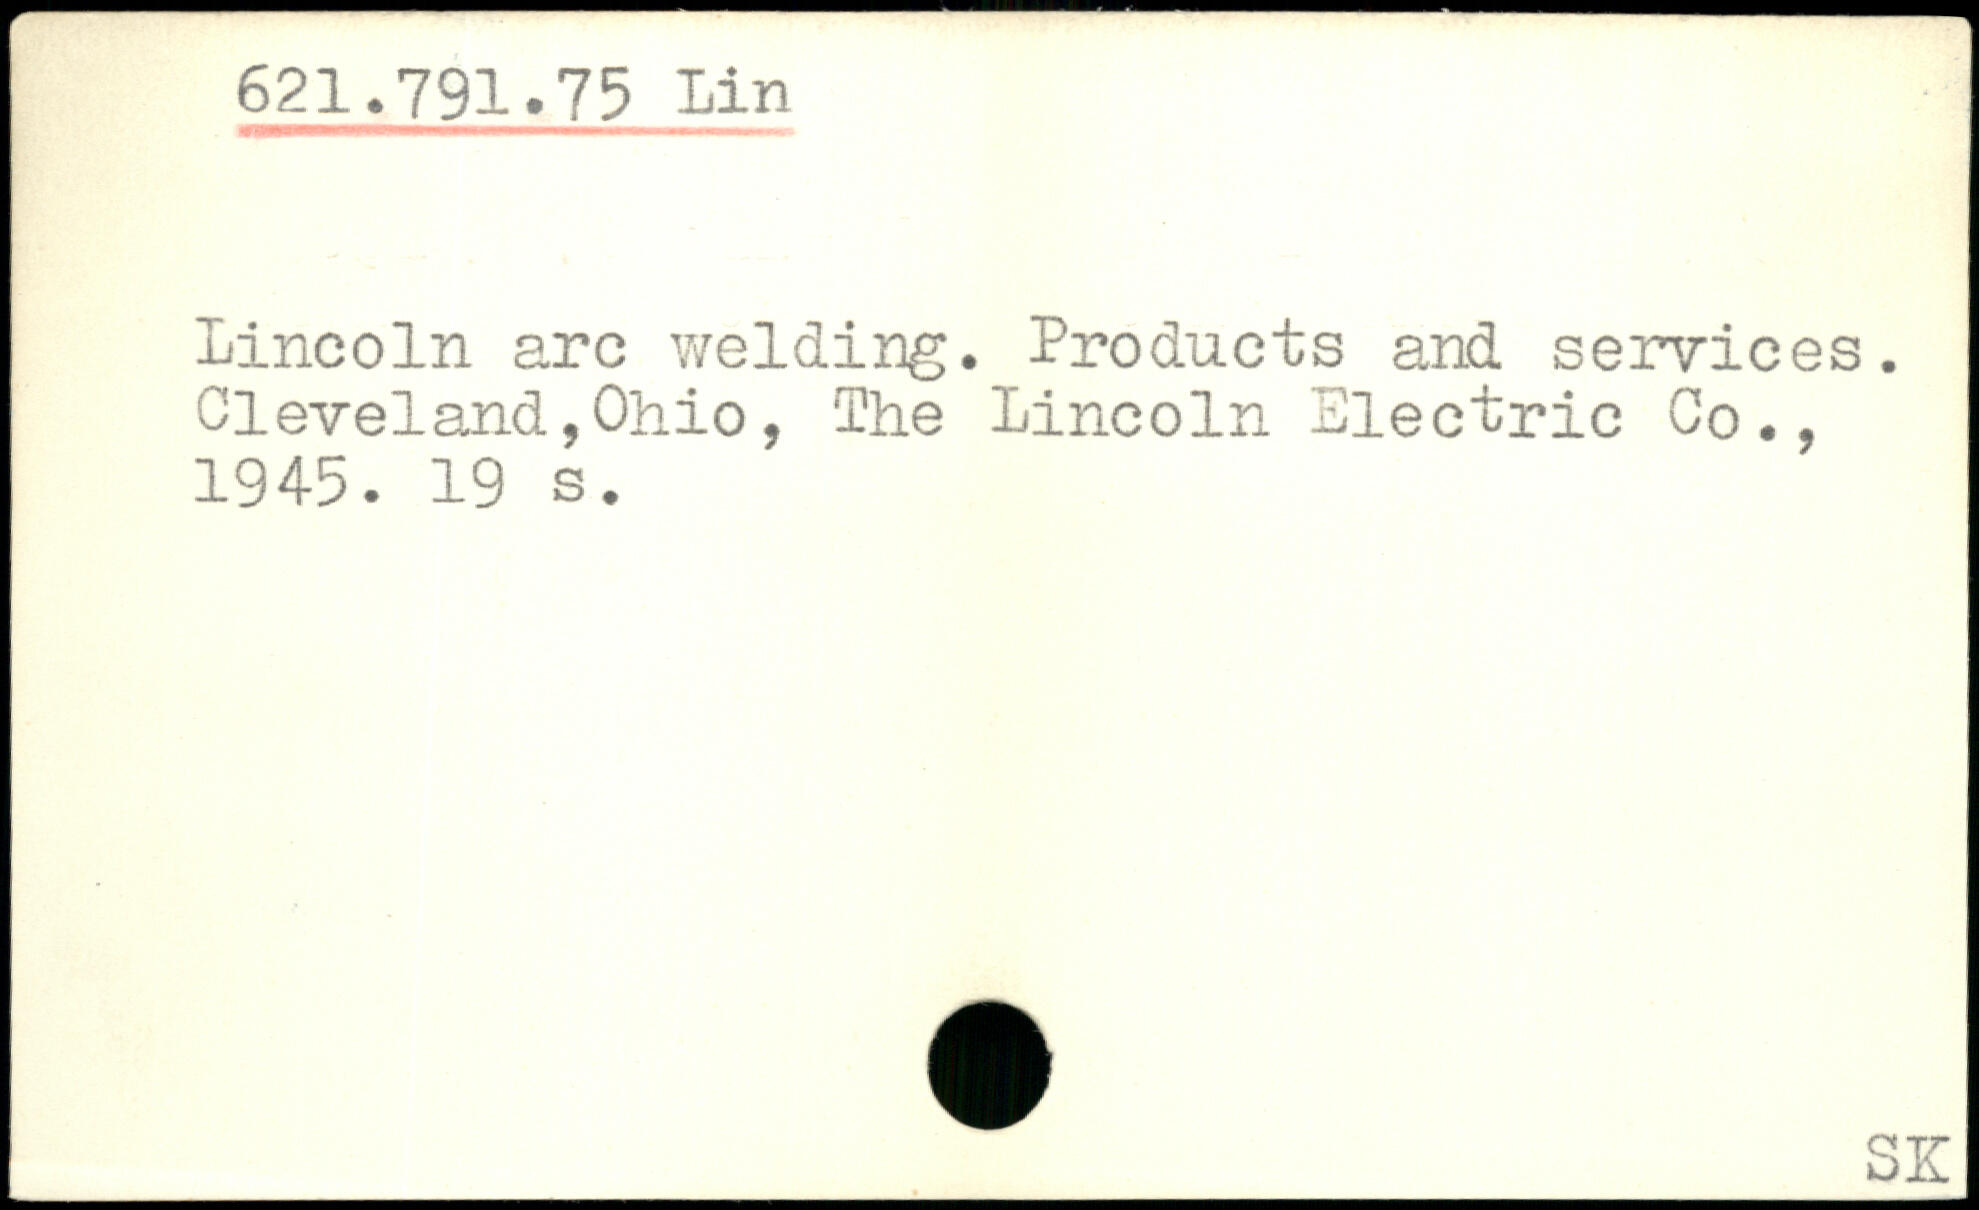 621.791.75 Lin
Lincoln arc welding. Products and services.
Cleveland,Ohio, The Lincoln Electric Co.,
1945. 19 s.
SK